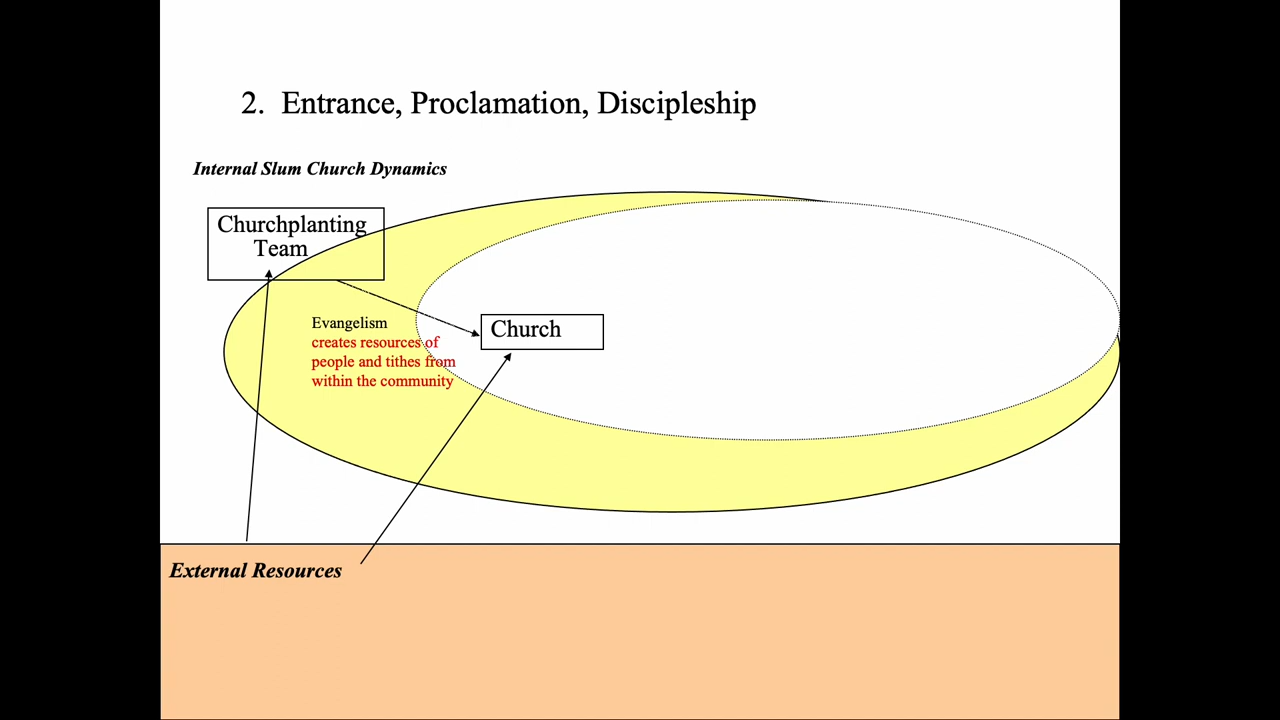 2. Entrance, Proclamation, Discipleship
Internal Slum Church Dynamics
Churchplanting
Team
Evangelism
creates resources of
people and tithes from
within the community
Church
External Resources